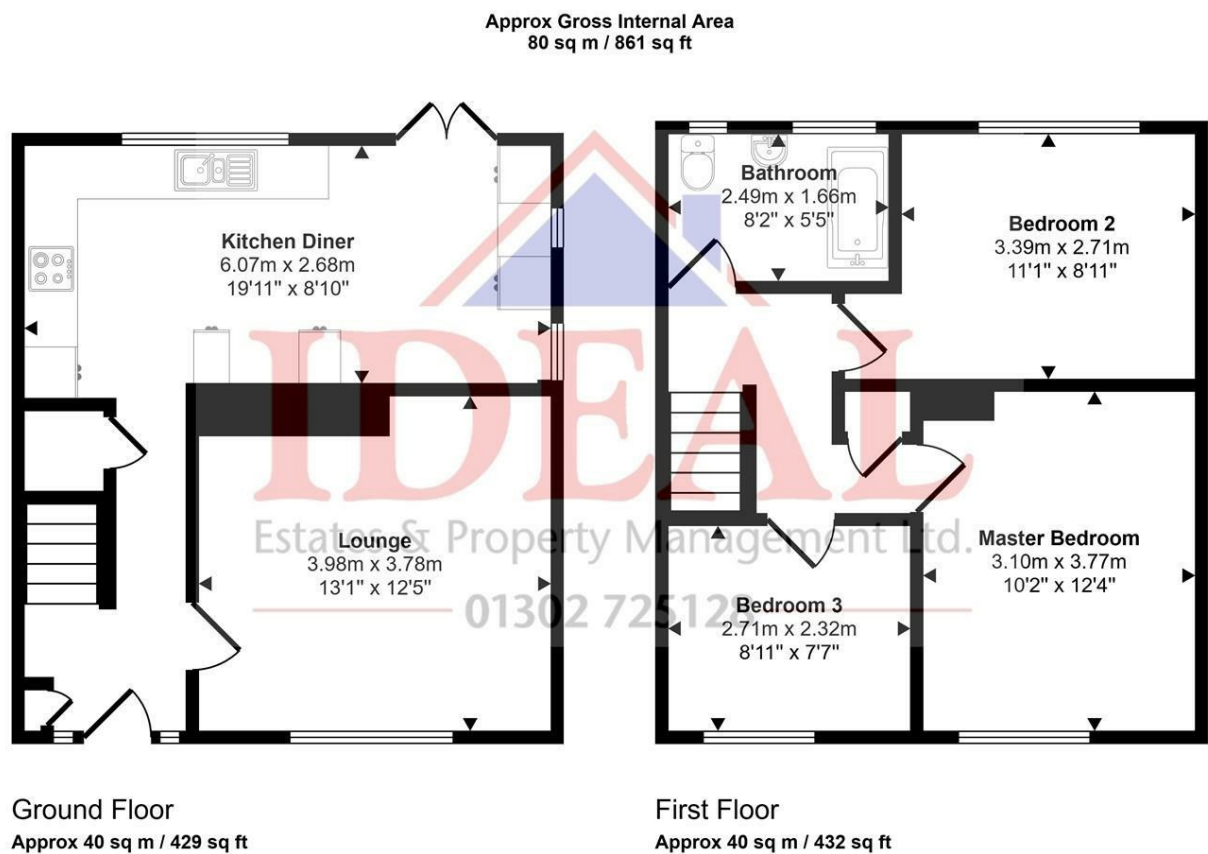 Approx Gross Internal Area
80 sq m / 861 sq ft
Kitchen Diner
6.07m x 2.68m
19'11" x 8'10"
Lounge
3.98m x 3.78m
13'1" x 12'5"
Bathroom
2.49m x 1.66m
8'2" x 5'5"
Bedroom 2
3.39m x 2.71m
11'1" x 8'11"
Master Bedroom
3.10m x 3.77m
10'2" x 12'4"
Bedroom 3
2.71m x 2.32m
8'11" x 7'7"
IDEAL
Estates & Property Management Ltd.
01302 725128
Ground Floor
Approx 40 sq m / 429 sq ft
First Floor
Approx 40 sq m / 432 sq ft